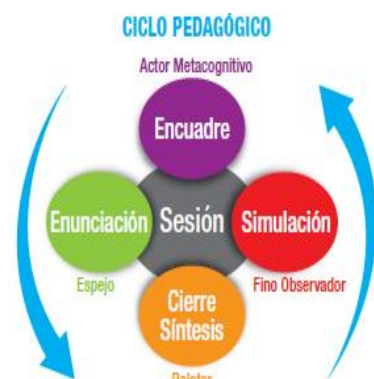 CICLO PEDAGÓGICO
Actor Metacognitivo
Encuadre
Enunciación
Sesión
Simulación
Espejo
Fino Observador
Cierre
Síntesis